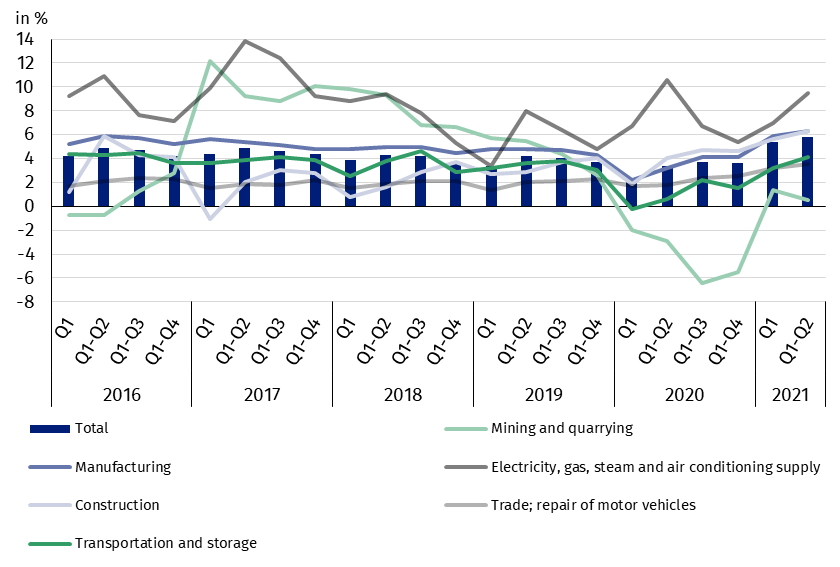 in %
14
12
10
8
6
4
2
0
-2
-4
-6
-8
Q1 Q1-Q2 Q1-Q3 Q1-Q4 Q1 Q1-Q2 Q1-Q3 Q1-Q4 Q1 Q1-Q2 Q1-Q3 Q1-Q4 Q1 Q1-Q2 Q1-Q3 Q1-Q4 Q1 Q1-Q2 Q1-Q3 Q1-Q4 Q1 Q1-Q2
2016 2017 2018 2019 2020 2021
Total Mining and quarrying
Manufacturing Electricity, gas, steam and air conditioning supply
Construction Trade; repair of motor vehicles
Transportation and storage